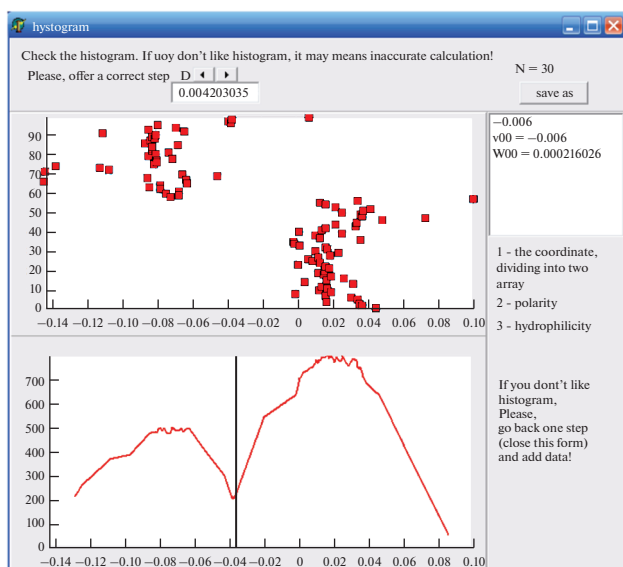 hystogram
Check the histogram. If uoy don't like histogram, it may means inaccurate calculation!
Please, offer a correct step D
0.004203035
N = 30
save as
90
80
70
60
50
40
30
20
10
0
−0.14 −0.12 −0.10 −0.08 −0.06 −0.04 −0.02 0 0.02 0.04 0.06 0.08 0.10
−0.006
v00 = −0.006
W00 = 0.000216026
1 - the coordinate,
dividing into two
array
2 - polarity
3 - hydrophilicity
If you dont't like
histogram,
Please,
go back one step
(close this form)
and add data!
700
600
500
400
300
200
100
0
−0.14 −0.12 −0.10 −0.08 −0.06 −0.04 −0.02 0 0.02 0.04 0.06 0.08 0.10